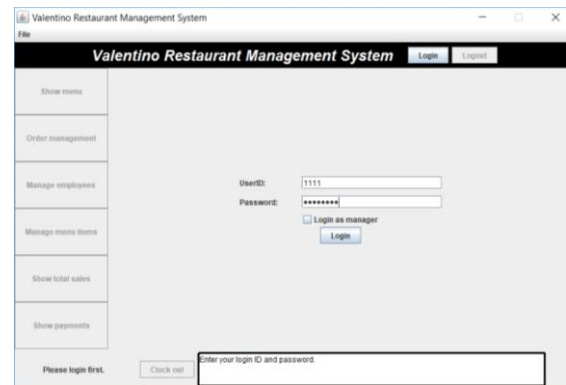 Valentino Restaurant Management System
File
Valentino Restaurant Management System Login Logout
Show menu
Order management
Manage employees
Manage menu items
Show total sales
Show payments
UserID: 1111
Password: ••••••••
Login as manager
Login
Please login first.
Clock out
Enter your login ID and password.